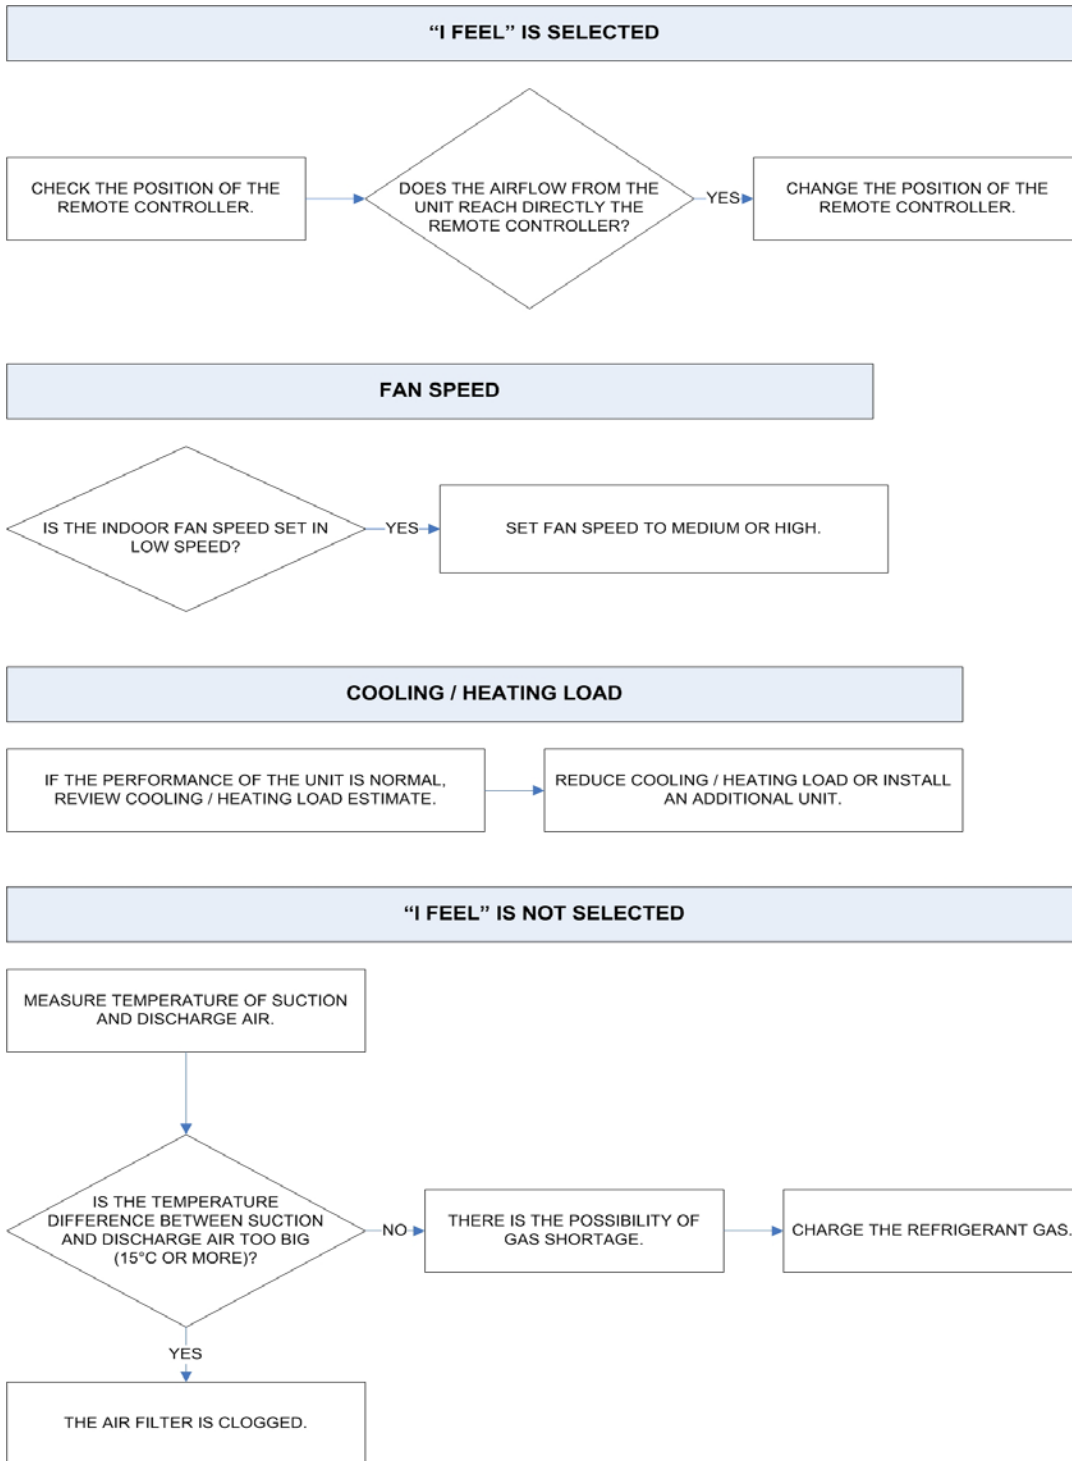 “I FEEL” IS SELECTED
CHECK THE POSITION OF THE
REMOTE CONTROLLER.
DOES THE AIRFLOW FROM THE
UNIT REACH DIRECTLY THE
REMOTE CONTROLLER?
YES
CHANGE THE POSITION OF THE
REMOTE CONTROLLER.
FAN SPEED
IS THE INDOOR FAN SPEED SET IN
LOW SPEED?
YES
SET FAN SPEED TO MEDIUM OR HIGH.
COOLING / HEATING LOAD
IF THE PERFORMANCE OF THE UNIT IS NORMAL,
REVIEW COOLING / HEATING LOAD ESTIMATE.
REDUCE COOLING / HEATING LOAD OR INSTALL
AN ADDITIONAL UNIT.
“I FEEL” IS NOT SELECTED
MEASURE TEMPERATURE OF SUCTION
AND DISCHARGE AIR.
IS THE TEMPERATURE
DIFFERENCE BETWEEN SUCTION
AND DISCHARGE AIR TOO BIG
(15°C OR MORE)?
NO
THERE IS THE POSSIBILITY OF
GAS SHORTAGE.
CHARGE THE REFRIGERANT GAS.
YES
THE AIR FILTER IS CLOGGED.